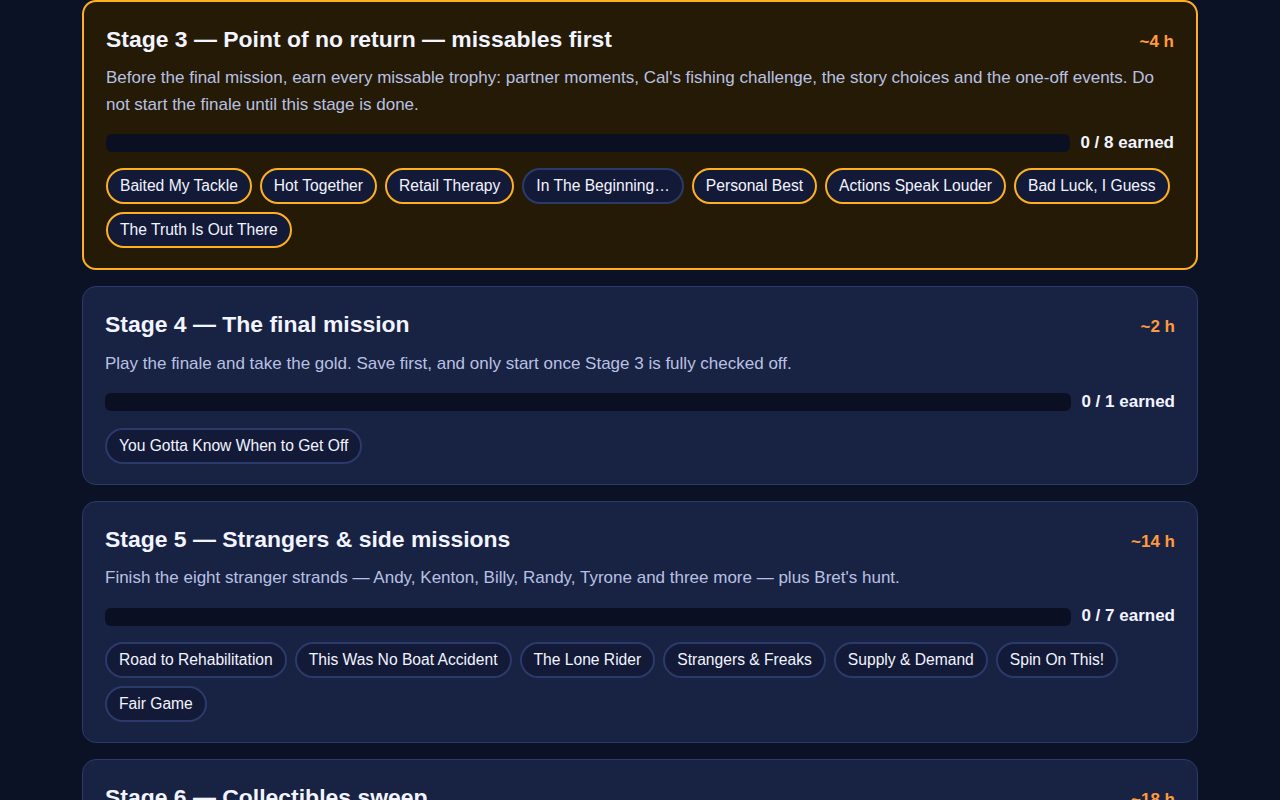 Stage 3 — Point of no return — missables first
~4 h
Before the final mission, earn every missable trophy: partner moments, Cal's fishing challenge, the story choices and the one-off events. Do
not start the finale until this stage is done.
0 / 8 earned
Baited My Tackle
Hot Together
Retail Therapy
In The Beginning…
Personal Best
Actions Speak Louder
Bad Luck, I Guess
The Truth Is Out There
Stage 4 — The final mission
~2 h
Play the finale and take the gold. Save first, and only start once Stage 3 is fully checked off.
0 / 1 earned
You Gotta Know When to Get Off
Stage 5 — Strangers & side missions
~14 h
Finish the eight stranger strands — Andy, Kenton, Billy, Randy, Tyrone and three more — plus Bret's hunt.
0 / 7 earned
Road to Rehabilitation
This Was No Boat Accident
The Lone Rider
Strangers & Freaks
Supply & Demand
Spin On This!
Fair Game
Stage 6 — Collectibles sweep
~18 h